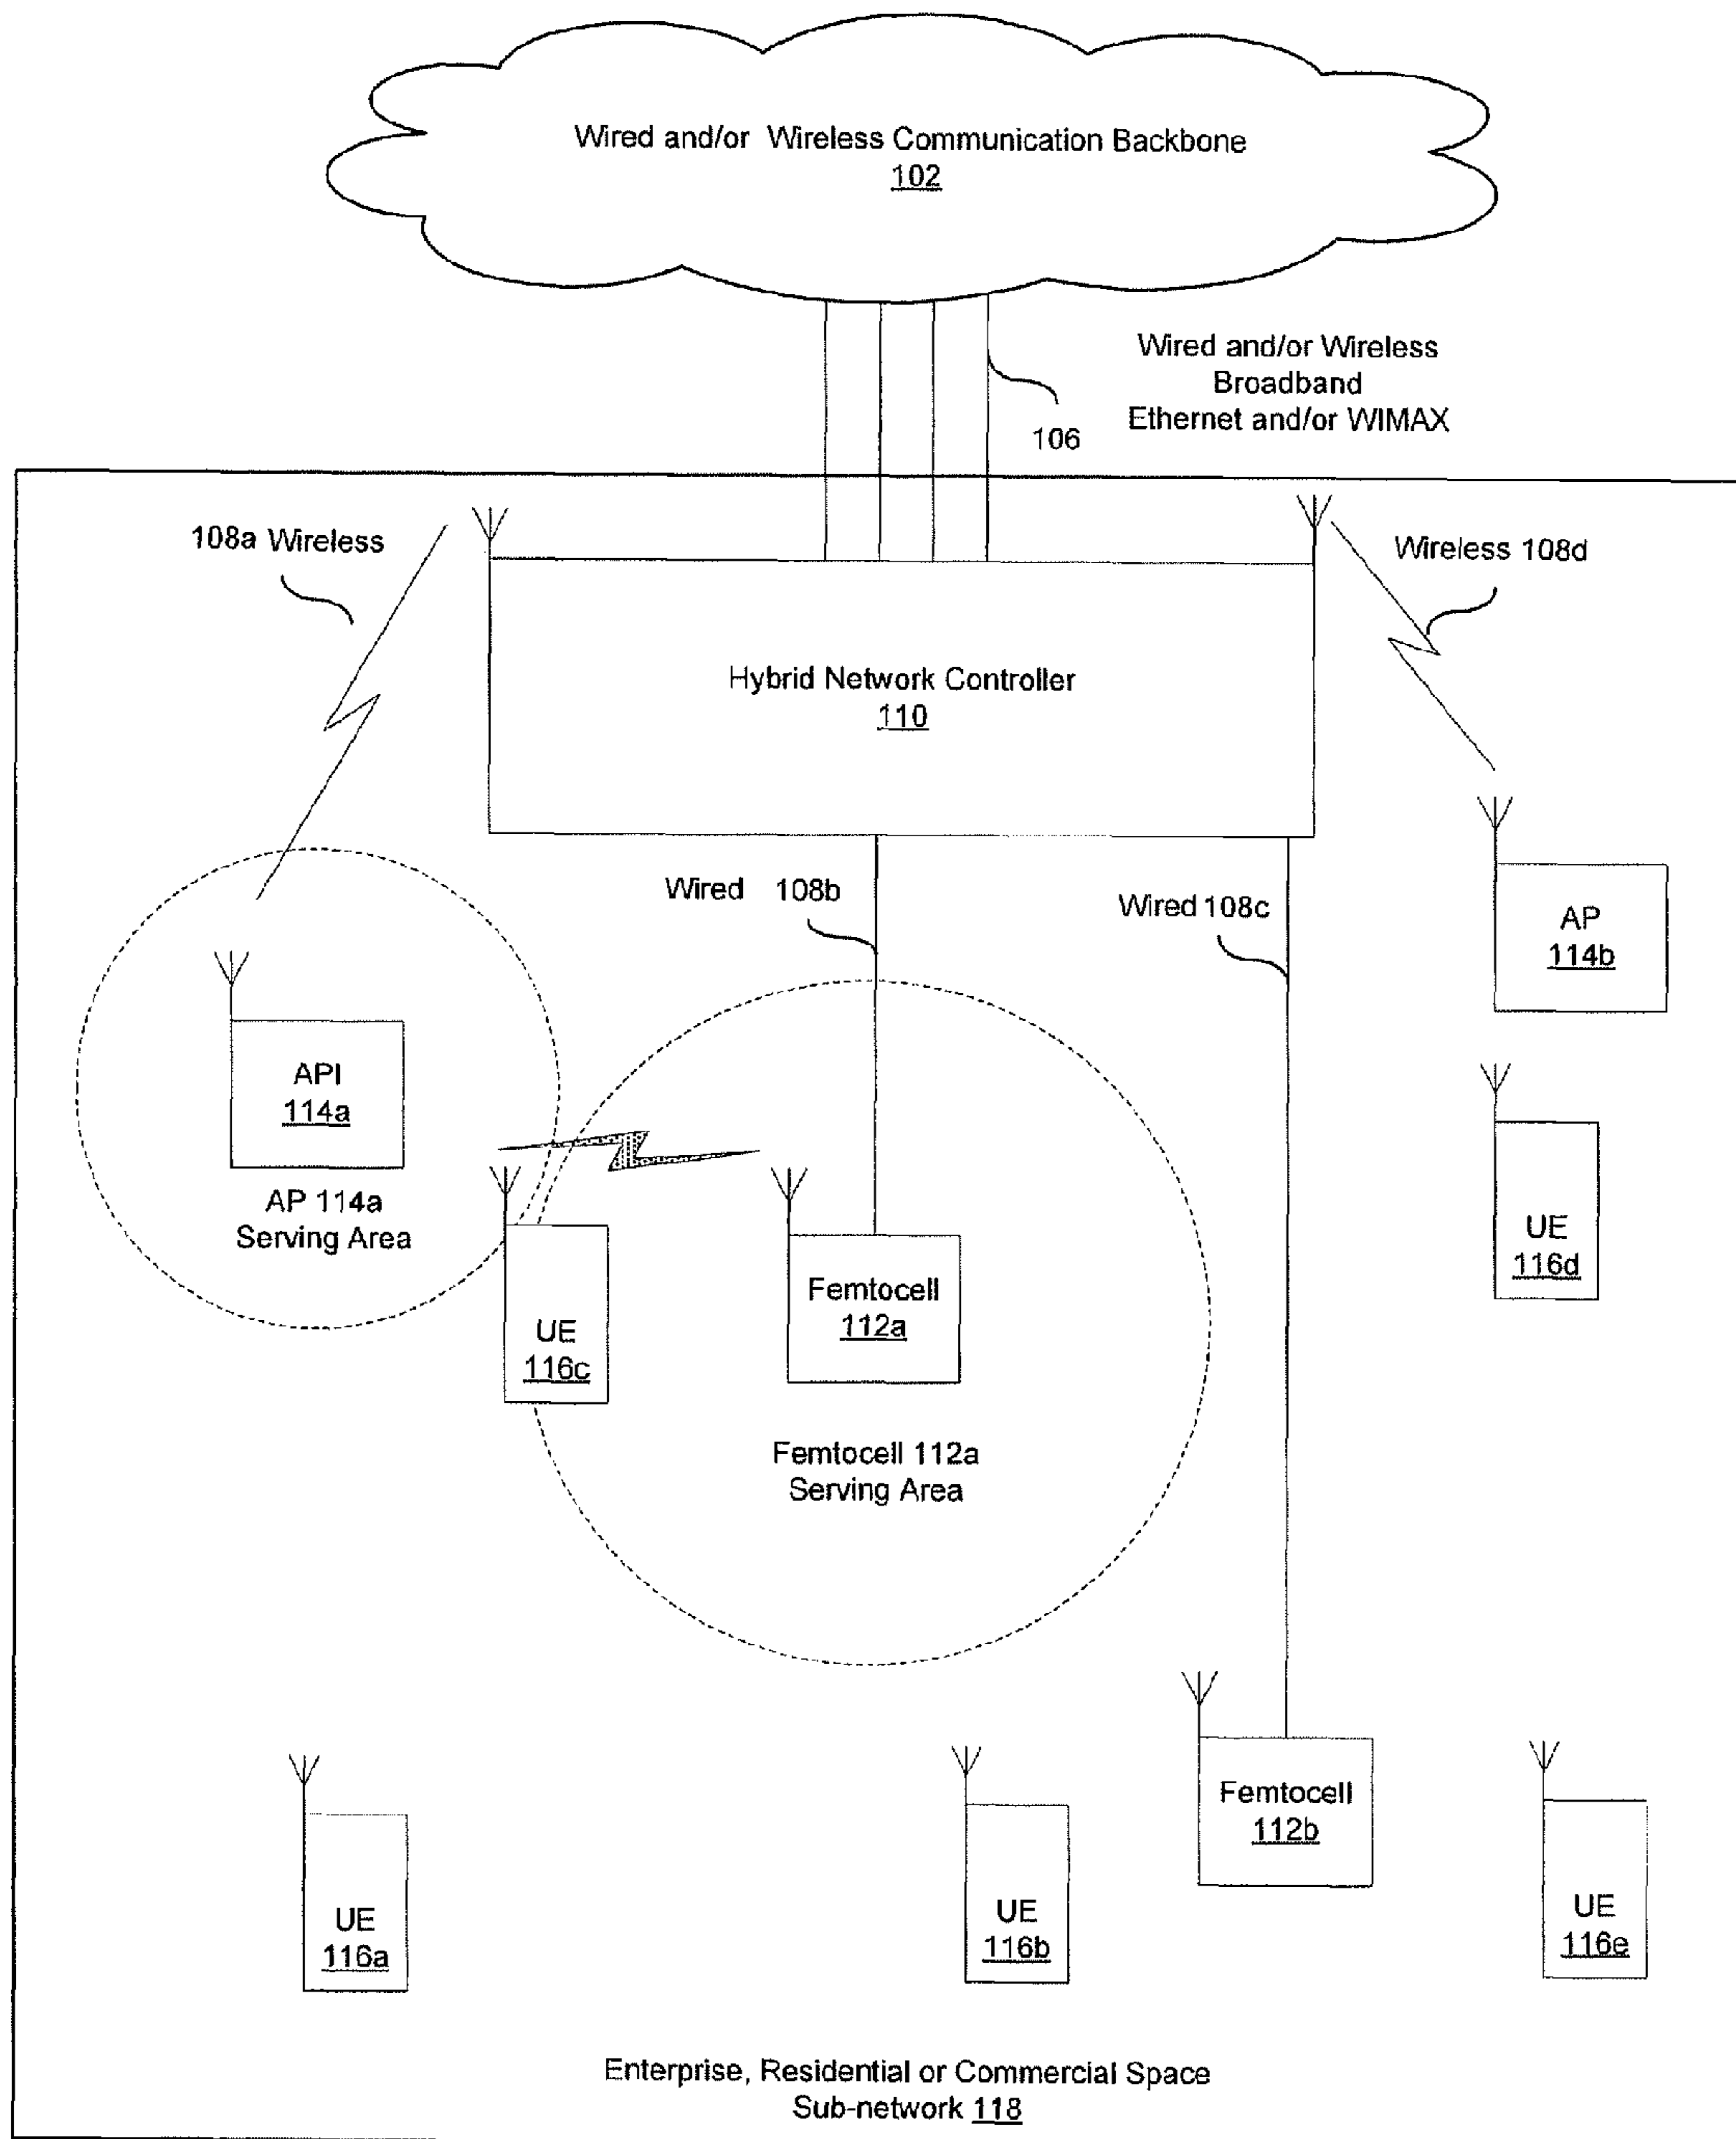 Wired and/or Wireless Communication Backbone
102
Wired and/or Wireless
Broadband
Ethernet and/or WIMAX
106
108a Wireless
Wireless 108d
Hybrid Network Controller
110
Wired 108b
Wired 108c
AP
114b
API
114a
AP 114a
Serving Area
UE
116d
Femtocell
112a
UE
116c
Femtocell 112a
Serving Area
Femtocell
112b
UE
116a
UE
116b
UE
116e
Enterprise, Residential or Commercial Space
Sub-network 118